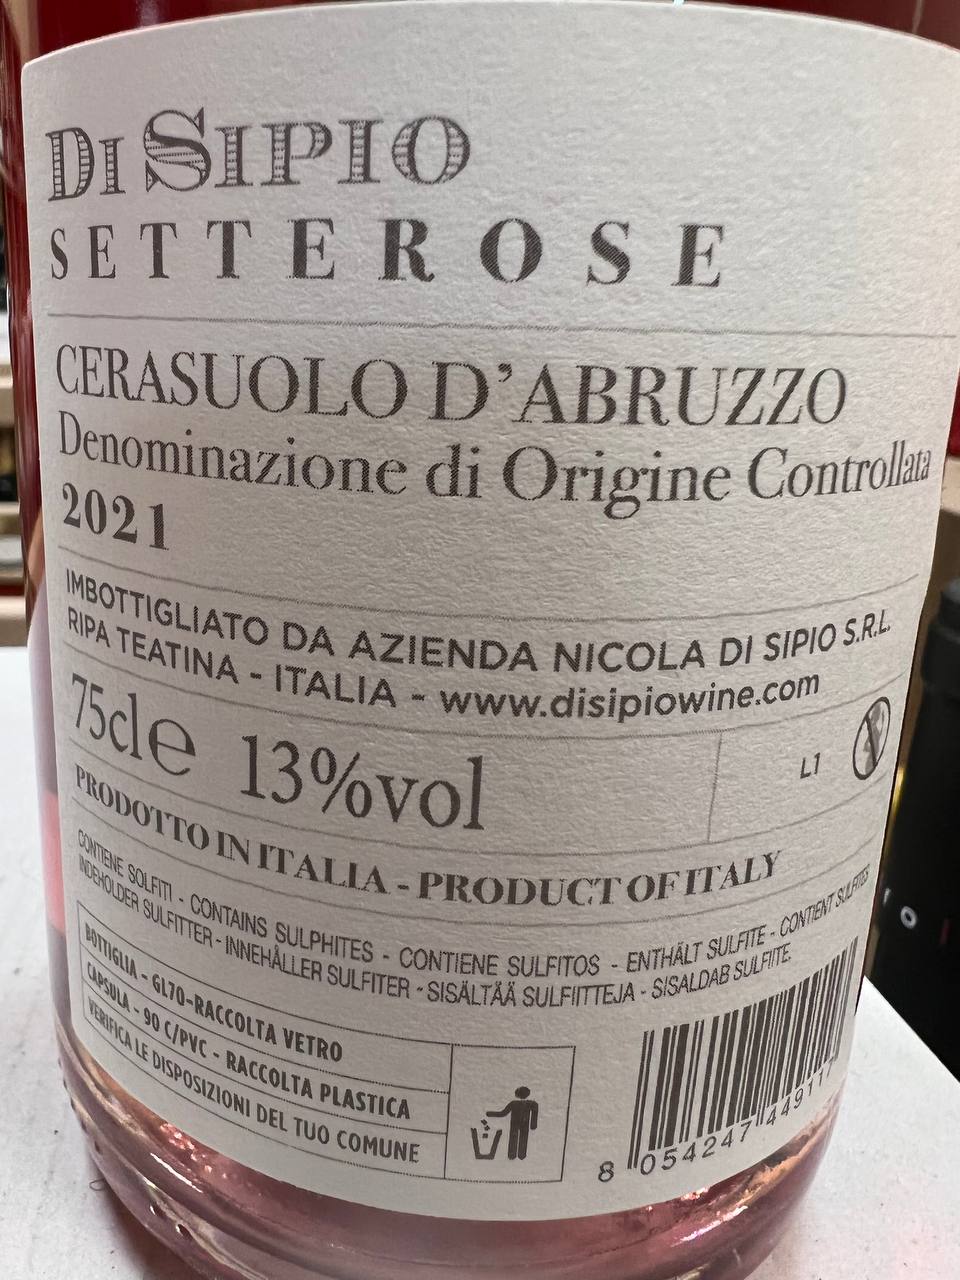 DI SIPIO
SETTEROSE
CERASUOLO D'ABRUZZO
Denominazione di Origine Controllata
2021
IMBOTTIGLIATO DA AZIENDA NICOLA DI SIPIO S.R.L.
RIPA TEATINA - ITALIA - www.disipiowine.com
75cl e 13%vol
L1
PRODOTTO IN ITALIA - PRODUCT OF ITALY
CONTIENE SOLFITI - CONTAINS SULPHITES - CONTIENE SULFITOS - ENTHÄLT SULFITE - CONTIENT SULFITES
INDEHOLDER SULFITTER - INNEHÅLLER SULFITER - SISÄLTÄÄ SULFIITTEJA - SISALDAB SULFIITE.
BOTTIGLIA - GL70-RACCOLTA VETRO
CAPSULA - 90 C/PVC - RACCOLTA PLASTICA
VERIFICA LE DISPOSIZIONI DEL TUO COMUNE
8 054247 449117